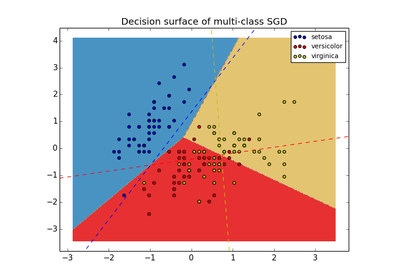 Decision surface of multi-class SGD
setosa
versicolor
virginica
4
3
2
1
0
−1
−2
−3
−3 −2 −1 0 1 2 3